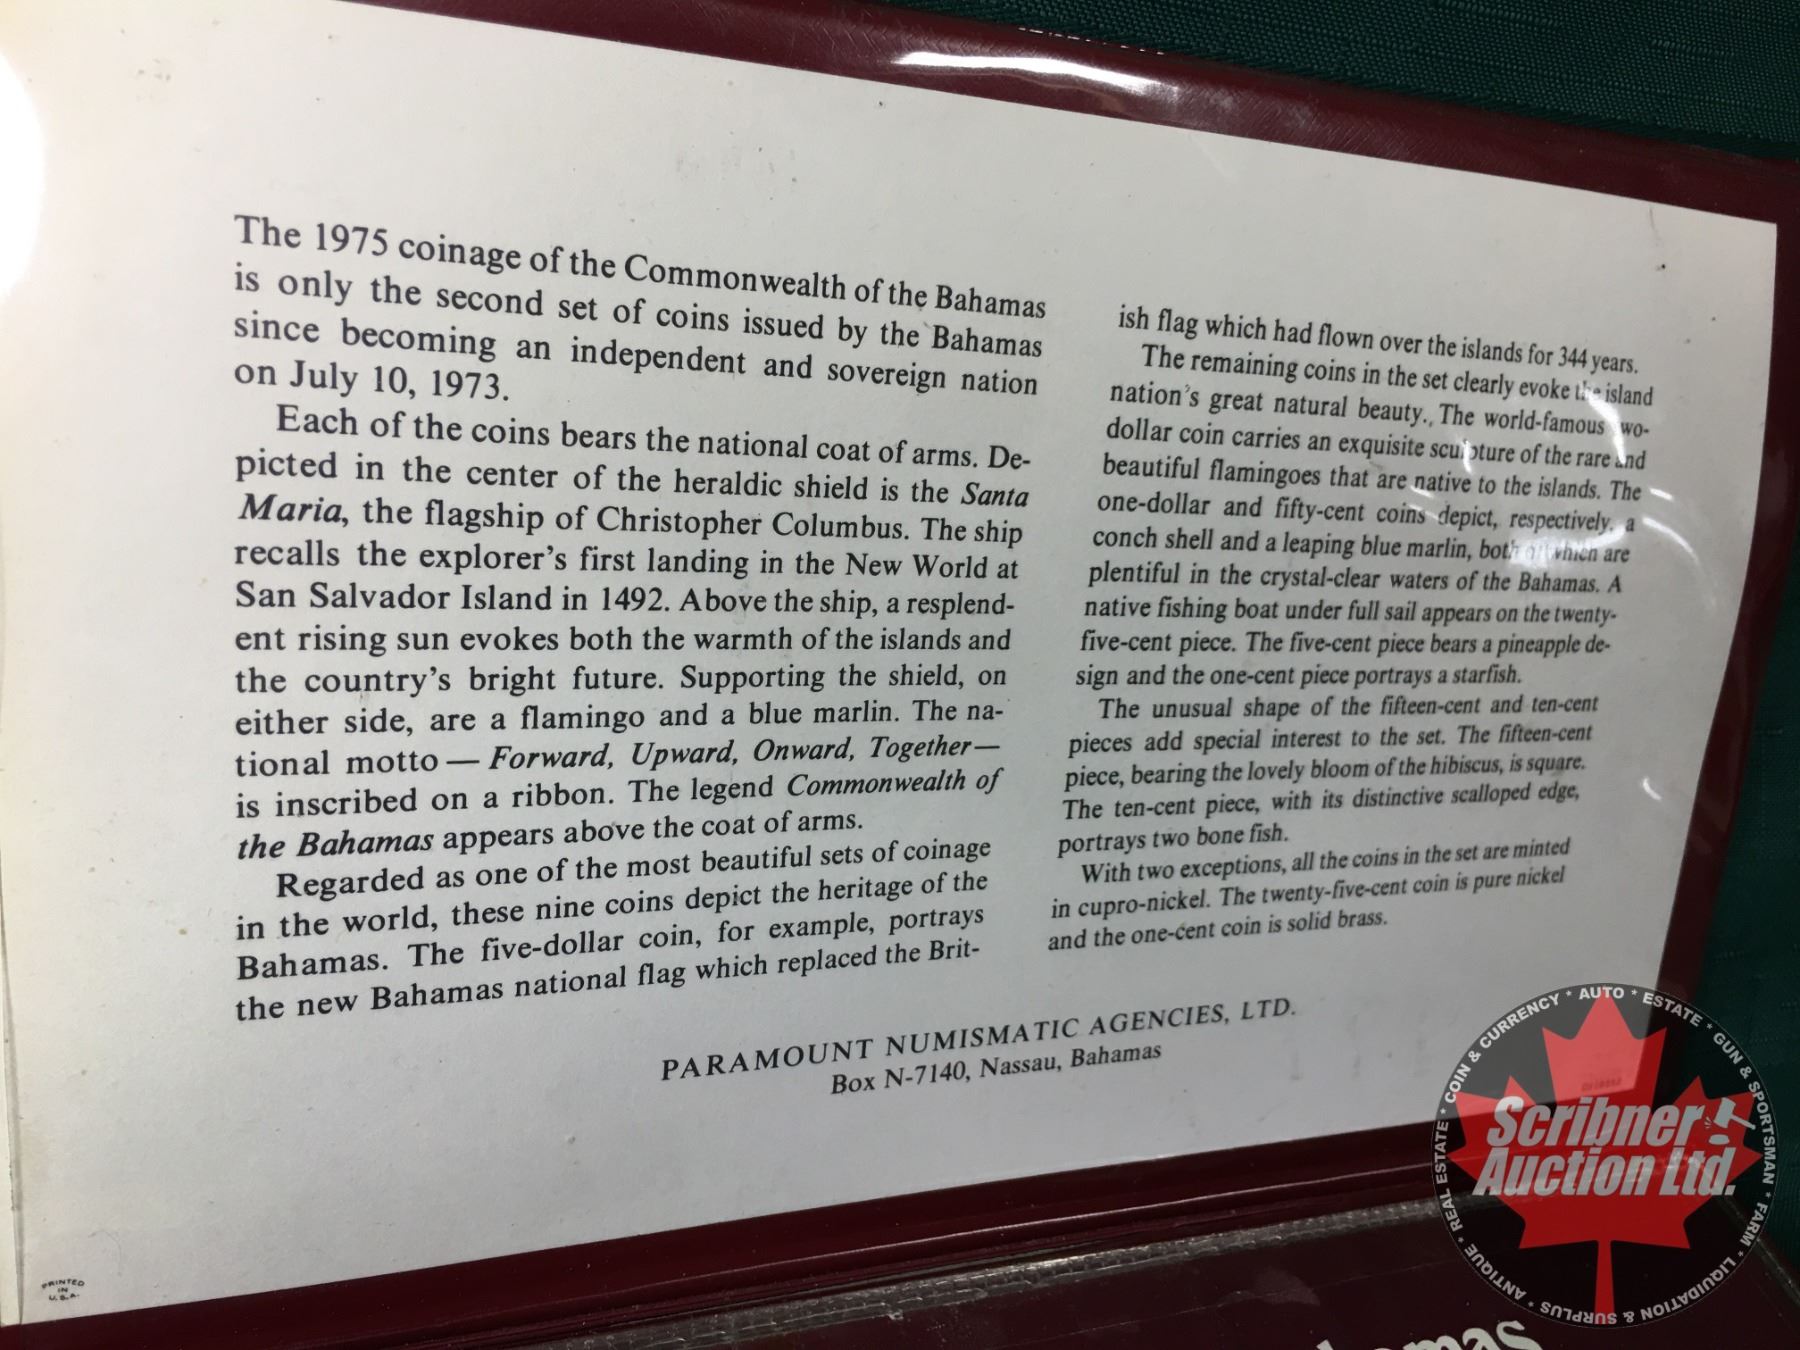 The 1975 coinage of the Commonwealth of the Bahamas
is only the second set of coins issued by the Bahamas
since becoming an independent and sovereign nation
on July 10, 1973.
Each of the coins bears the national coat of arms. De-
picted in the center of the heraldic shield is the Santa
Maria, the flagship of Christopher Columbus. The ship
recalls the explorer's first landing in the New World at
San Salvador Island in 1492. Above the ship, a resplend-
ent rising sun evokes both the warmth of the islands and
the country's bright future. Supporting the shield, on
either side, are a flamingo and a blue marlin. The na-
tional motto — Forward, Upward, Onward, Together—
is inscribed on a ribbon. The legend Commonwealth of
the Bahamas appears above the coat of arms.
Regarded as one of the most beautiful sets of coinage
in the world, these nine coins depict the heritage of the
Bahamas. The five-dollar coin, for example, portrays
the new Bahamas national flag which replaced the Brit-
ish flag which had flown over the islands for 344 years.
The remaining coins in the set clearly evoke the island
nation's great natural beauty. The world-famous two-
dollar coin carries an exquisite sculpture of the rare and
beautiful flamingoes that are native to the islands. The
one-dollar and fifty-cent coins depict, respectively, a
conch shell and a leaping blue marlin, both of which are
plentiful in the crystal-clear waters of the Bahamas. A
native fishing boat under full sail appears on the twenty-
five-cent piece. The five-cent piece bears a pineapple de-
sign and the one-cent piece portrays a starfish.
The unusual shape of the fifteen-cent and ten-cent
pieces add special interest to the set. The fifteen-cent
piece, bearing the lovely bloom of the hibiscus, is square.
The ten-cent piece, with its distinctive scalloped edge,
portrays two bone fish.
With two exceptions, all the coins in the set are minted
in cupro-nickel. The twenty-five-cent coin is pure nickel
and the one-cent coin is solid brass.
PARAMOUNT NUMISMATIC AGENCIES, LTD.
Box N-7140, Nassau, Bahamas
PRINTED
IN
U.S.A.
Scribner
Auction Ltd.
REAL ESTATE * COIN & CURRENCY * AUTO * ESTATE * GUN & SPORTSMAN * FARM * LIQUIDATION & SURPLUS * ANTIQUE *